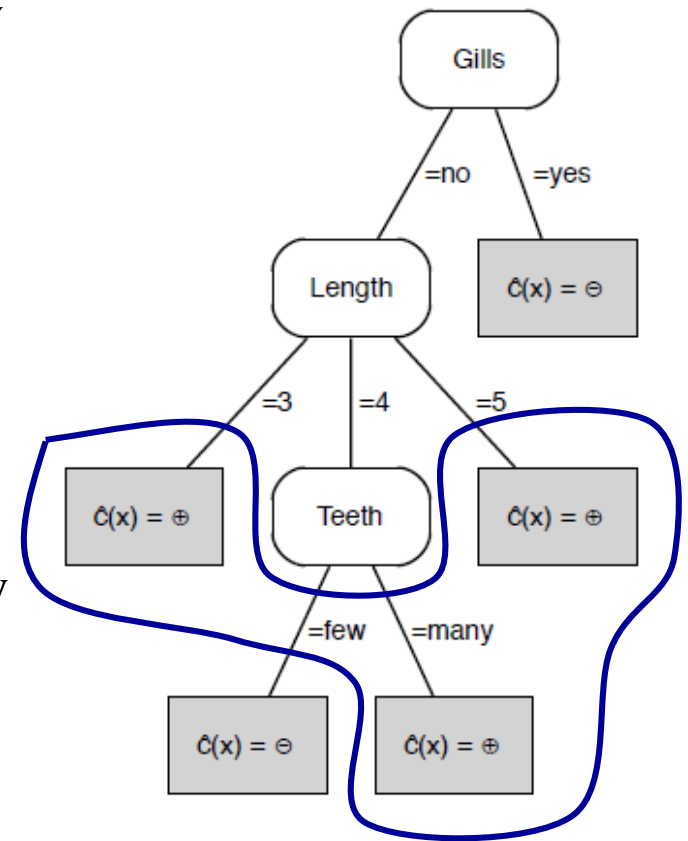 Gills
=no
=yes
Length
ĉ(x) = ⊖
=3
=4
=5
ĉ(x) = ⊕
Teeth
ĉ(x) = ⊕
=few
=many
ĉ(x) = ⊖
ĉ(x) = ⊕